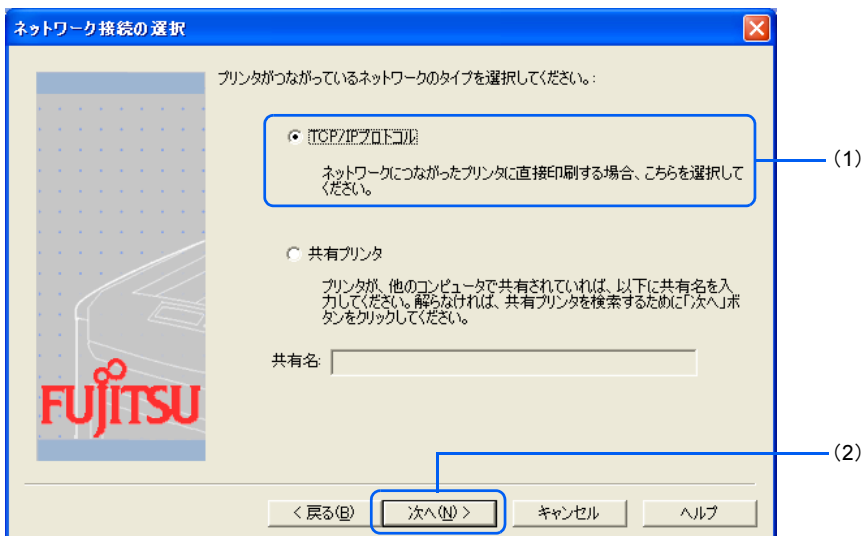 ネットワーク接続の選択
プリンタがつながっているネットワークのタイプを選択してください。:
TCP/IPプロトコル
(1)
ネットワークにつながったプリンタに直接印刷する場合、こちらを選択して
ください。
共有プリンタ
プリンタが、他のコンピュータで共有されていれば、以下に共有名を入
力してください。解らなければ、共有プリンタを検索するために「次へ」ボ
タンをクリックしてください。
共有名:
FUJITSU
(2)
< 戻る(B)
次へ(N) >
キャンセル
ヘルプ